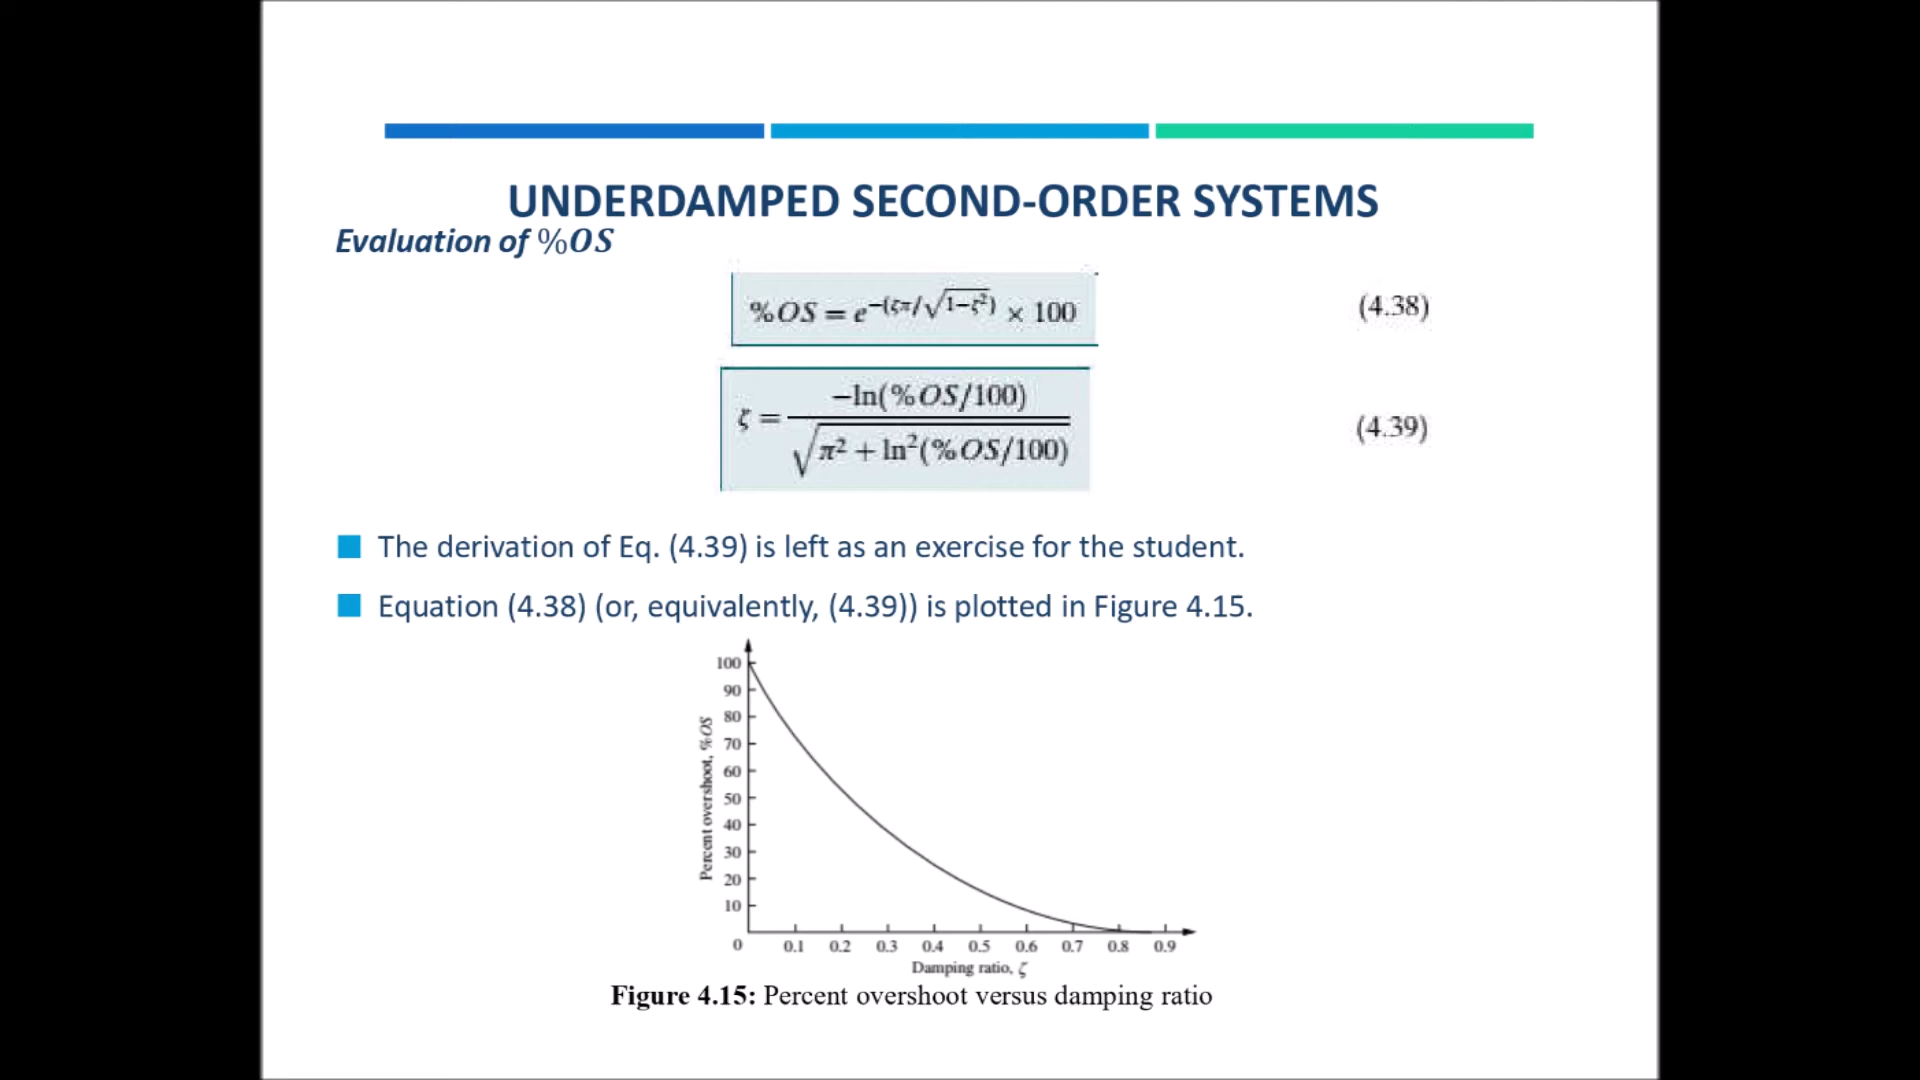 UNDERDAMPED SECOND-ORDER SYSTEMS
Evaluation of %OS
%OS = e^−(ζπ/√1−ζ²) × 100
(4.38)
ζ = −ln(%OS/100) / √π² + ln²(%OS/100)
(4.39)
The derivation of Eq. (4.39) is left as an exercise for the student.
Equation (4.38) (or, equivalently, (4.39)) is plotted in Figure 4.15.
Percent overshoot, %OS
100
90
80
70
60
50
40
30
20
10
0 0.1 0.2 0.3 0.4 0.5 0.6 0.7 0.8 0.9
Damping ratio, ζ
Figure 4.15: Percent overshoot versus damping ratio